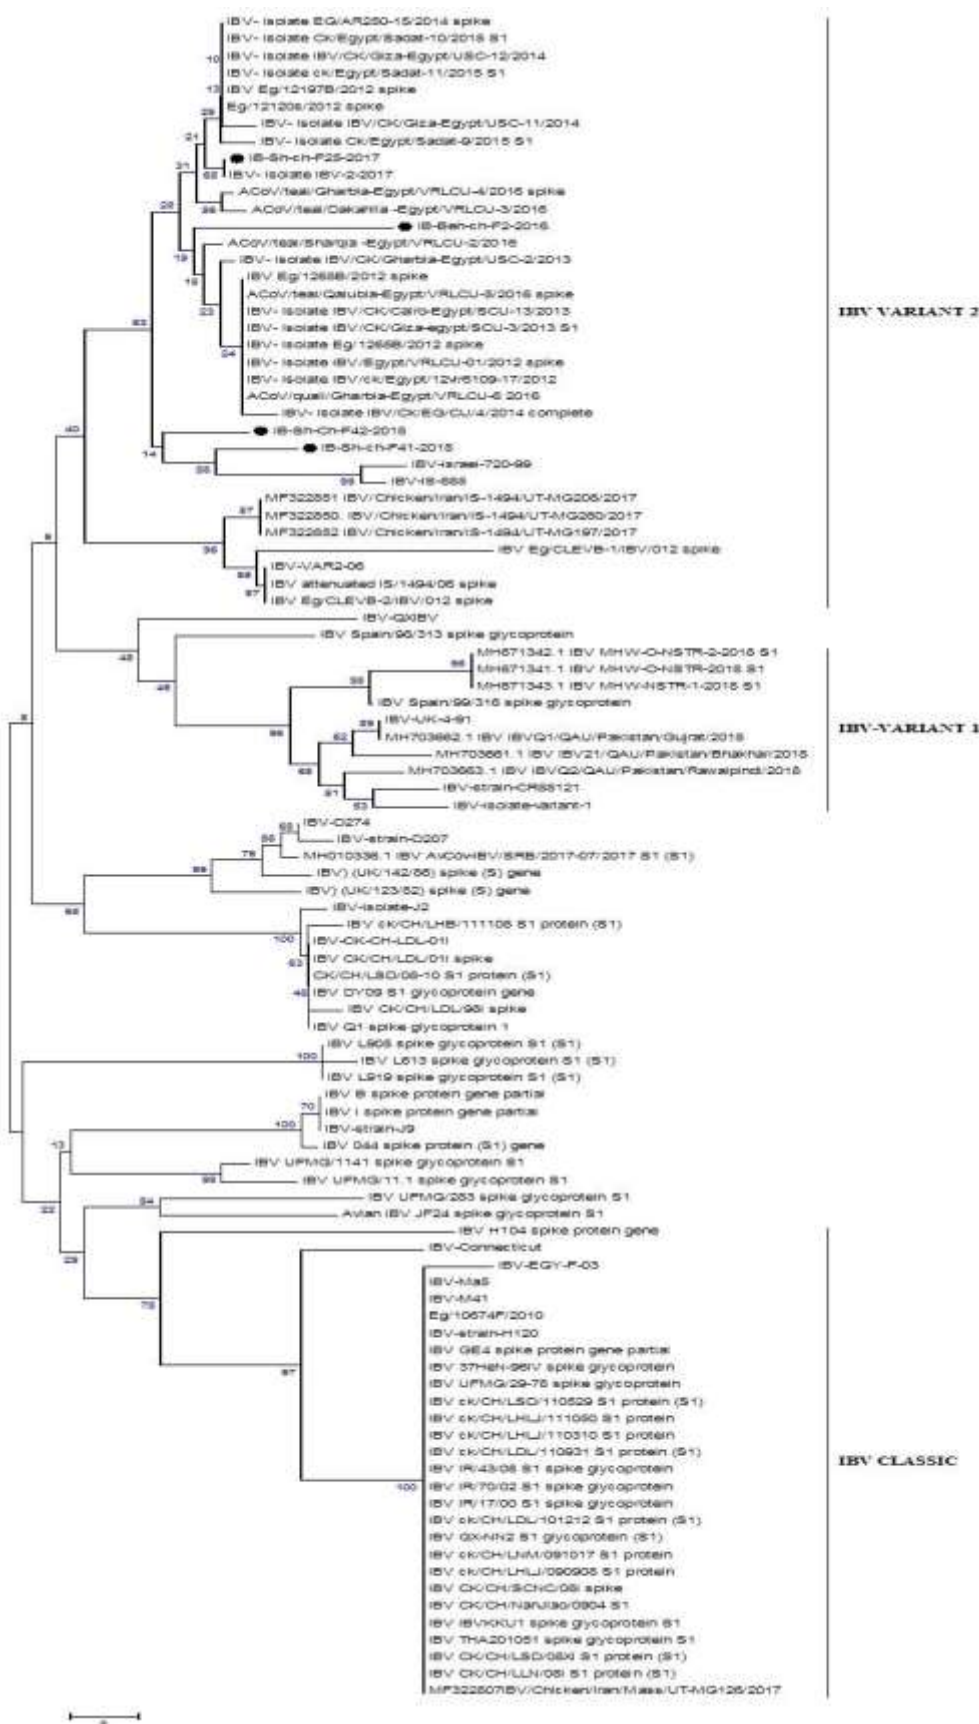 IBV- Isolate EG/AR250-15/2014 spike
IBV- Isolate Ck/Egypt/Sadat-10/2015 S1
IBV- Isolate IBV/CK/Giza-Egypt/USC-12/2014
10
IBV- Isolate ck/Egypt/Sadat-11/2015 S1
13
IBV Eg/12197B/2012 spike
Eg/12120s/2012 spike
IBV- Isolate IBV/CK/Giza-Egypt/USC-11/2014
IBV- Isolate Ck/Egypt/Sadat-9/2015 S1
21
IB-Sh-ch-F25-2017
IBV- Isolate IBV-2-2017
ACoV/teal/Gharbia-Egypt/VRLCU-4/2016 spike
ACoV/teal/Dakahlia -Egypt/VRLCU-3/2016
IB-Beh-ch-F2-2016
19
ACoV/teal/Sharqia -Egypt/VRLCU-2/2016
IBV- Isolate IBV/CK/Gharbia-Egypt/USC-2/2013
IBV Eg/1265B/2012 spike
ACoV/teal/Qalubia-Egypt/VRLCU-5/2016 spike
IBV- Isolate IBV/CK/Cairo-Egypt/SCU-13/2013
23
IBV- Isolate IBV/CK/Giza-egypt/SCU-3/2013 S1
IBV VARIANT 2
IBV- Isolate Eg/1265B/2012 spike
IBV- Isolate IBV/Egypt/VRLCU-01/2012 spike
IBV- Isolate IBV/ck/Egypt/12vir6109-17/2012
ACoV/quail/Gharbia-Egypt/VRLCU-6 2016
IBV- Isolate IBV/CK/EG/CU/4/2014 complete
IB-Sh-Ch-F42-2018
IB-Sh-ch-F41-2018
14
IBV-Israel-720-99
IBV-IS-885
MF322851 IBV/Chicken/Iran/IS-1494/UT-MG206/2017
MF322850. IBV/Chicken/Iran/IS-1494/UT-MG280/2017
MF322852 IBV/Chicken/Iran/IS-1494/UT-MG197/2017
IBV Eg/CLEVB-1/IBV/012 spike
IBV-VAR2-06
IBV attenuated IS/1494/06 spike
IBV Eg/CLEVB-2/IBV/012 spike
IBV-QXIBV
IBV Spain/96/313 spike glycoprotein
MH671342.1 IBV MHW-O-NSTR-2-2018 S1
MH671341.1 IBV MHW-O-NSTR-2018 S1
MH671343.1 IBV MHW-NSTR-1-2018 S1
IBV Spain/99/316 spike glycoprotein
IBV-UK-4-91
IBV-VARIANT 1
MH703662.1 IBV IBVQ1/QAU/Pakistan/Gujrat/2018
MH703661.1 IBV IBV21/QAU/Pakistan/Bhakhar/2018
MH703663.1 IBV IBVQ2/QAU/Pakistan/Rawalpindi/2018
IBV-strain-CR88121
IBV-isolate-variant-1
IBV-D274
IBV-strain-D207
MH010336.1 IBV AvCoV-IBV/SRB/2017-07/2017 S1 (S1)
IBV) (UK/142/86) spike (S) gene
IBV) (UK/123/82) spike (S) gene
IBV-Isolate-J2
IBV ck/CH/LHB/111108 S1 protein (S1)
100
IBV-CK-CH-LDL-01I
IBV CK/CH/LDL/01I spike
CK/CH/LSD/08-10 S1 protein (S1)
IBV DY09 S1 glycoprotein gene
IBV CK/CH/LDL/98I spike
IBV Q1 spike glycoprotein 1
IBV L905 spike glycoprotein S1 (S1)
100
IBV L613 spike glycoprotein S1 (S1)
IBV L919 spike glycoprotein S1 (S1)
IBV B spike protein gene partial
70
IBV I spike protein gene partial
100
IBV-strain-J9
13
IBV 044 spike protein (S1) gene
IBV UFMG/1141 spike glycoprotein S1
IBV UFMG/11.1 spike glycoprotein S1
IBV UFMG/283 spike glycoprotein S1
22
Avian IBV JP24 spike glycoprotein S1
IBV H104 spike protein gene
IBV-Connecticut
IBV-EGY-F-03
IBV-Ma5
IBV-M41
Eg/10674F/2010
IBV-strain-H120
IBV GE4 spike protein gene partial
97
IBV 37HeN-96IV spike glycoprotein
IBV UFMG/29-78 spike glycoprotein
IBV ck/CH/LSD/110529 S1 protein (S1)
IBV ck/CH/LHLJ/111050 S1 protein
IBV ck/CH/LHLJ/110310 S1 protein
IBV ck/CH/LDL/110931 S1 protein (S1)
IBV CLASSIC
IBV IR/43/08 S1 spike glycoprotein
100
IBV IR/70/02 S1 spike glycoprotein
IBV IR/17/00 S1 spike glycoprotein
IBV ck/CH/LDL/101212 S1 protein (S1)
IBV GX-NN2 S1 glycoprotein (S1)
IBV ck/CH/LNM/091017 S1 protein
IBV ck/CH/LHLJ/090908 S1 protein
IBV CK/CH/SCNC/08I spike
IBV CK/CH/NanJiao/0904 S1
IBV IBVKKU1 spike glycoprotein S1
IBV THA201051 spike glycoprotein S1
IBV CK/CH/LSD/08XI S1 protein (S1)
IBV CK/CH/LLN/08I S1 protein (S1)
MF322807IBV/Chicken/Iran/Mass/UT-MG126/2017